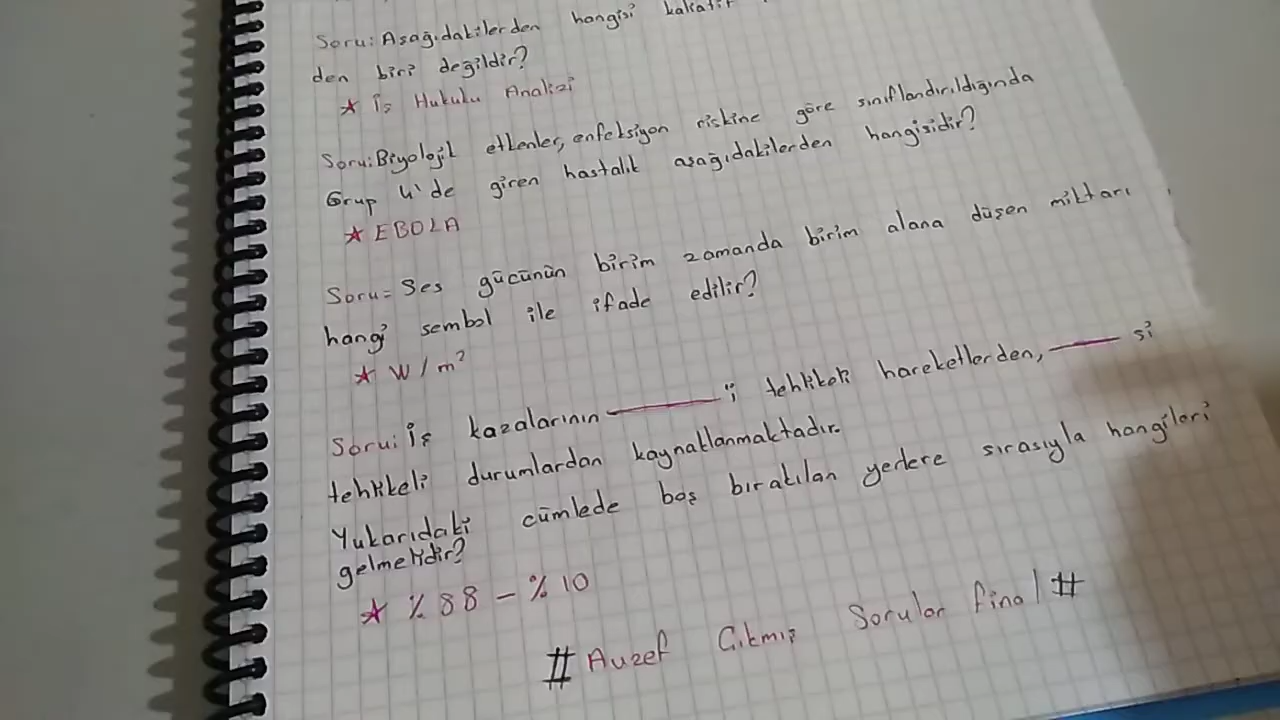 Soru: Aşağıdakilerden hangisi
den biri değildir?
★ İş Hukuku Analizi
Soru: Biyolojik etkenler, enfeksiyon riskine göre sınıflandırıldığında
Grup 4'de giren hastalık aşağıdakilerden hangisidir?
★ EBOLA
Soru = Ses gücünün birim zamanda birim alana düşen miktarı
hangi sembol ile ifade edilir?
★ W / m²
Soru: İş kazalarının ______ i tehlikeli hareketlerden, ____ si
tehlikeli durumlardan kaynaklanmaktadır.
Yukarıdaki cümlede boş bırakılan yerlere sırasıyla hangileri
gelmelidir?
★ % 88 - % 10
# Auzef Çıkmış Sorular final #